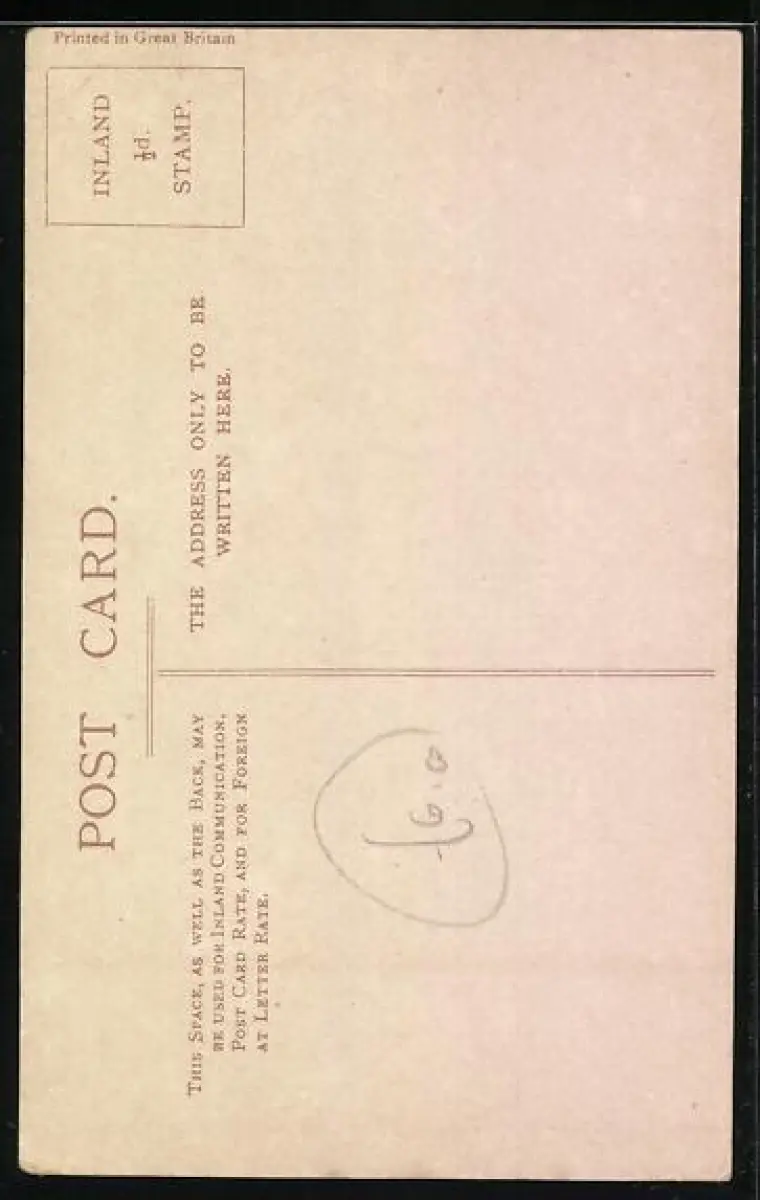 Printed in Great Britain
POST CARD.
INLAND
½d.
STAMP.
THIS SPACE, AS WELL AS THE BACK, MAY
BE USED FOR INLAND COMMUNICATION,
POST CARD RATE, AND FOR FOREIGN
AT LETTER RATE.
THE ADDRESS ONLY TO BE
WRITTEN HERE.